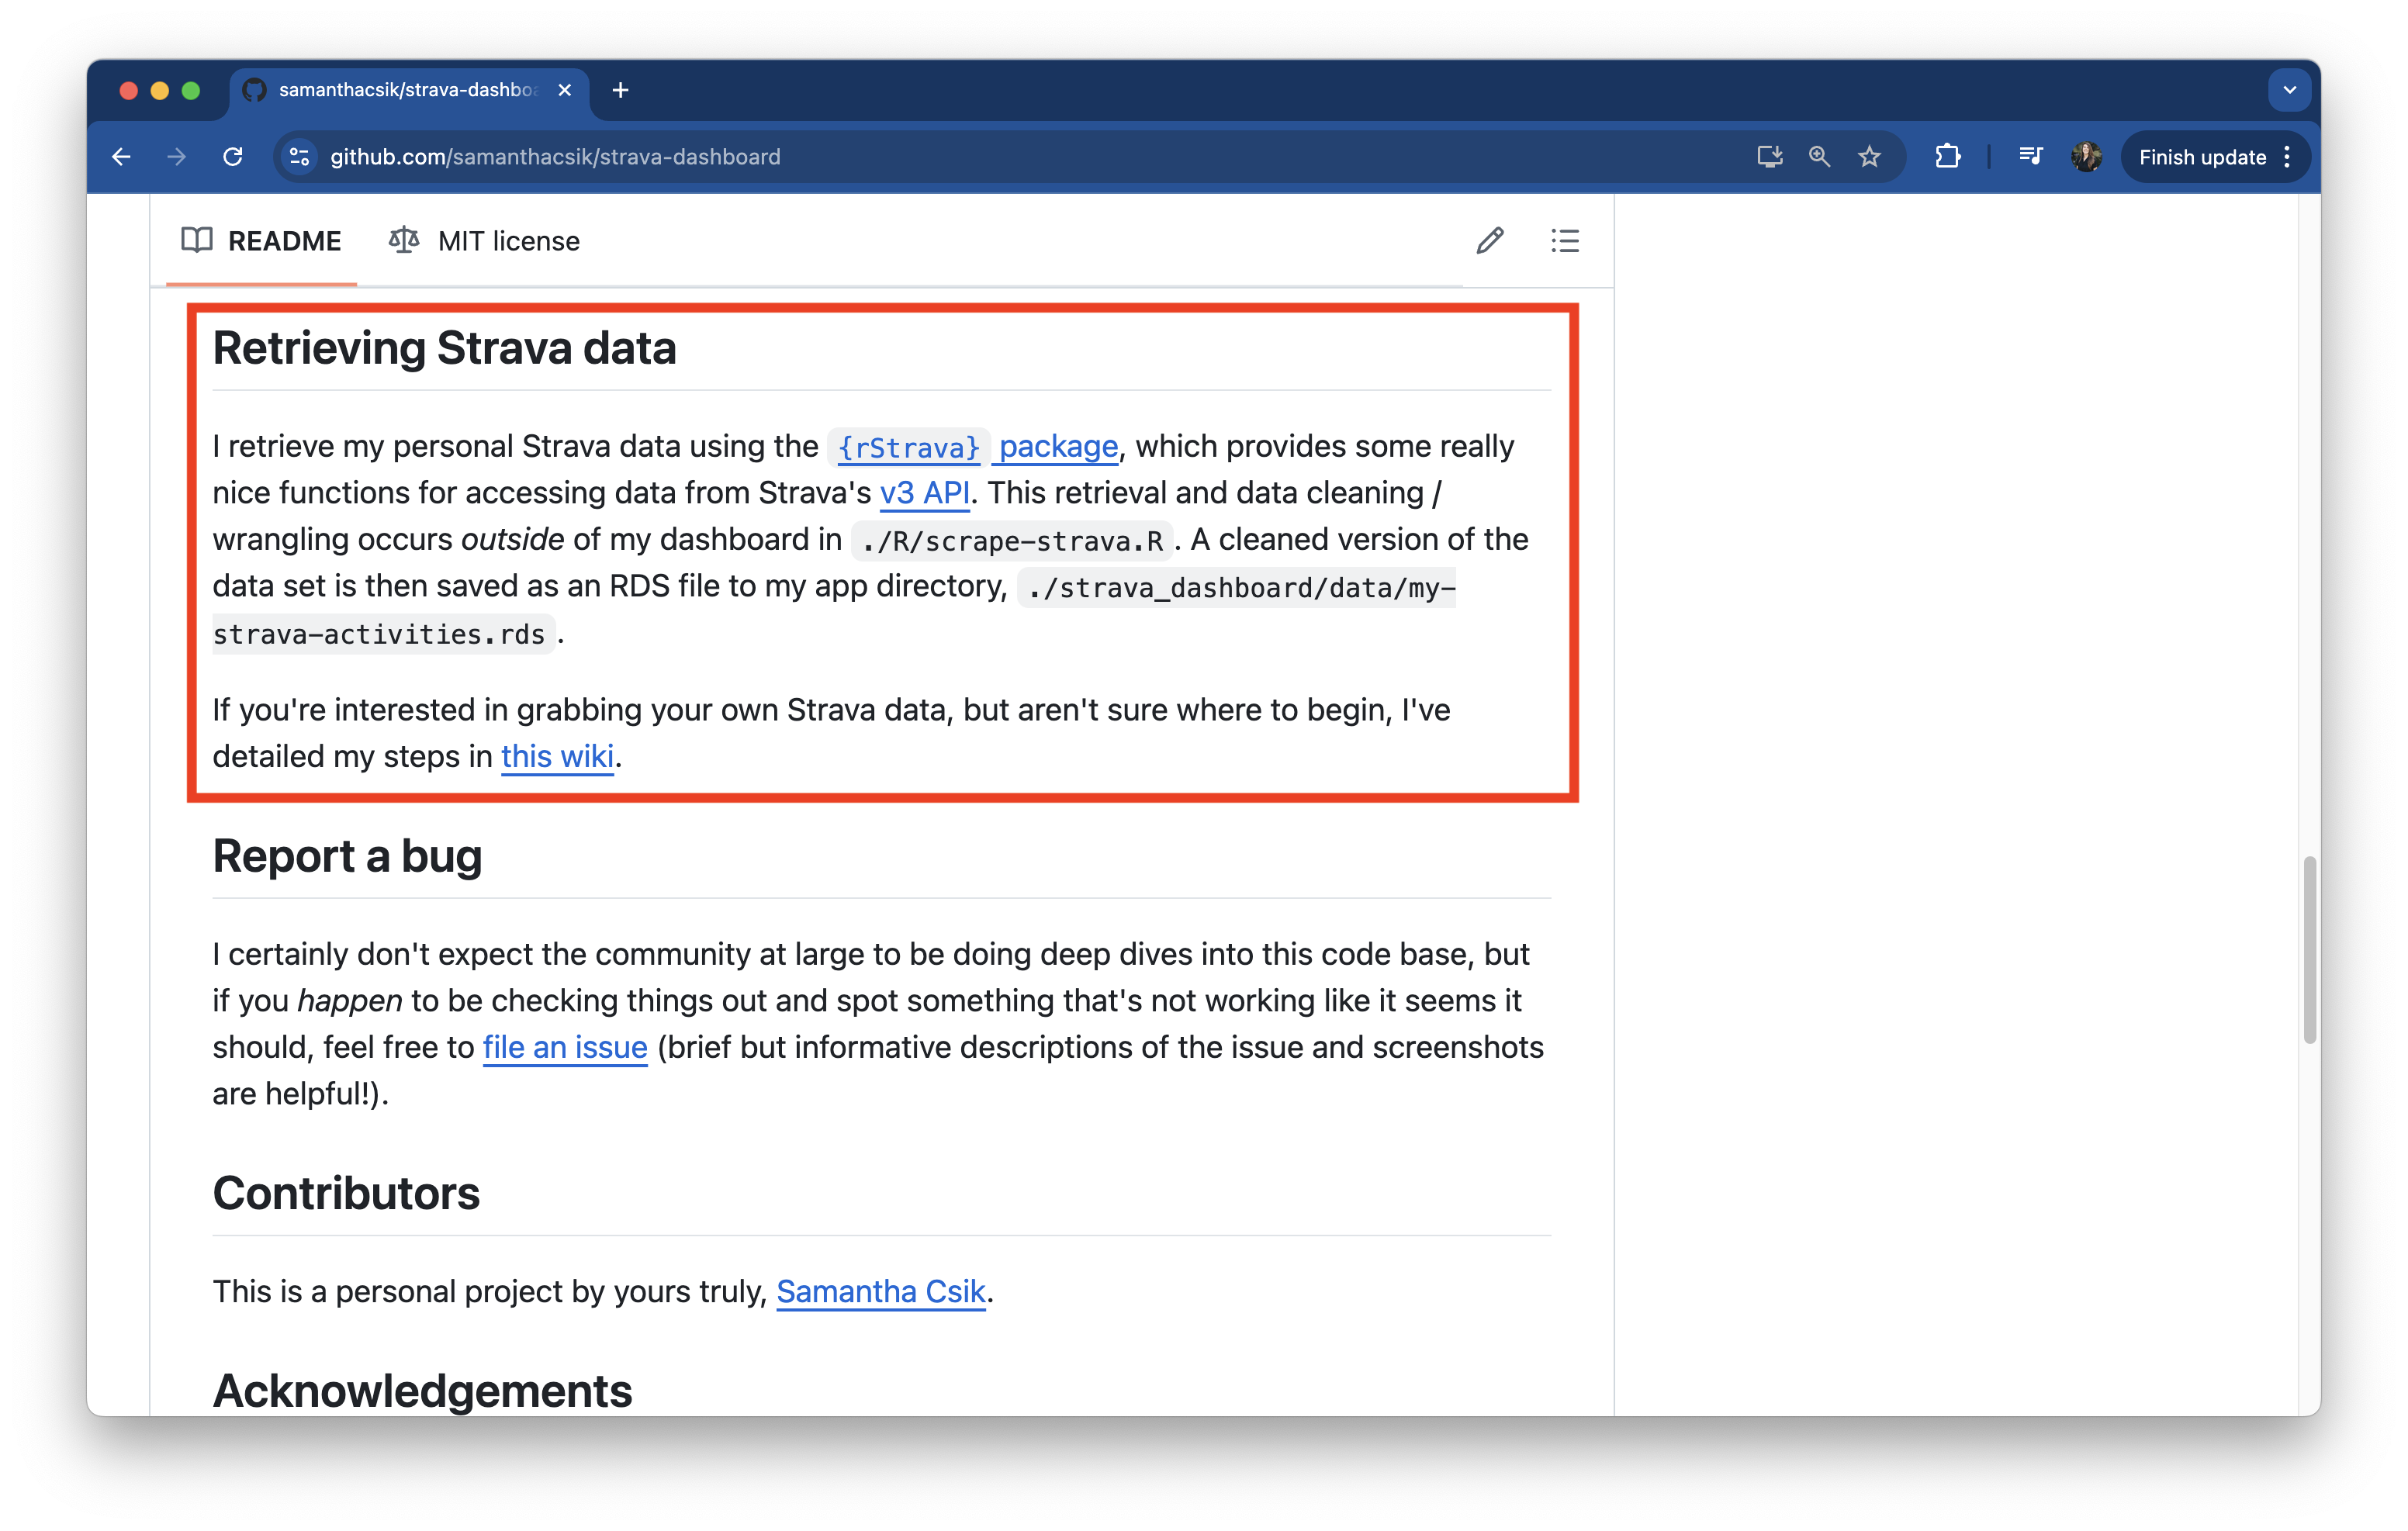 samanthacsik/strava-dashboa
github.com/samanthacsik/strava-dashboard
Finish update
README
MIT license
Retrieving Strava data
I retrieve my personal Strava data using the {rStrava} package, which provides some really
nice functions for accessing data from Strava's v3 API. This retrieval and data cleaning /
wrangling occurs outside of my dashboard in ./R/scrape-strava.R. A cleaned version of the
data set is then saved as an RDS file to my app directory, ./strava_dashboard/data/my-
strava-activities.rds.
If you're interested in grabbing your own Strava data, but aren't sure where to begin, I've
detailed my steps in this wiki.
Report a bug
I certainly don't expect the community at large to be doing deep dives into this code base, but
if you happen to be checking things out and spot something that's not working like it seems it
should, feel free to file an issue (brief but informative descriptions of the issue and screenshots
are helpful!).
Contributors
This is a personal project by yours truly, Samantha Csik.
Acknowledgements